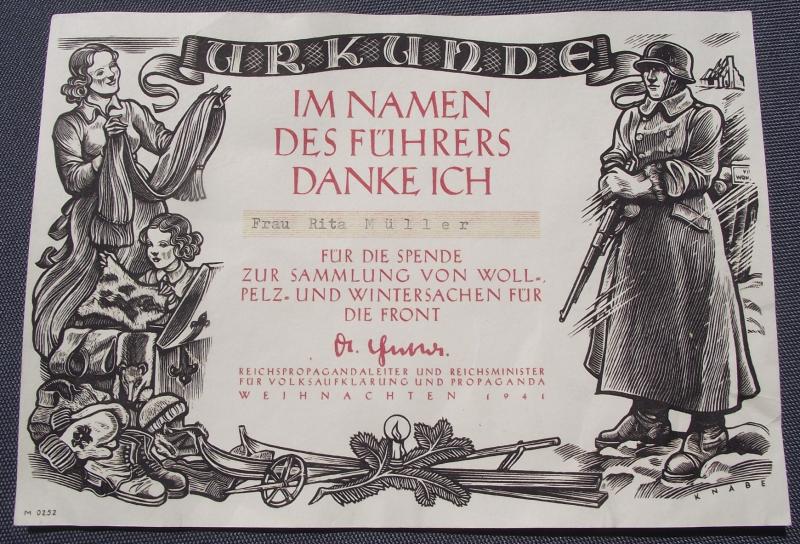 URKUNDE
IM NAMEN
DES FÜHRERS
DANKE ICH
Frau Rita Müller
FÜR DIE SPENDE
ZUR SAMMLUNG VON WOLL-,
PELZ- UND WINTERSACHEN FÜR
DIE FRONT
REICHSPROPAGANDALEITER UND REICHSMINISTER
FÜR VOLKSAUFKLÄRUNG UND PROPAGANDA
WEIHNACHTEN 1941
KNABE
M 0252